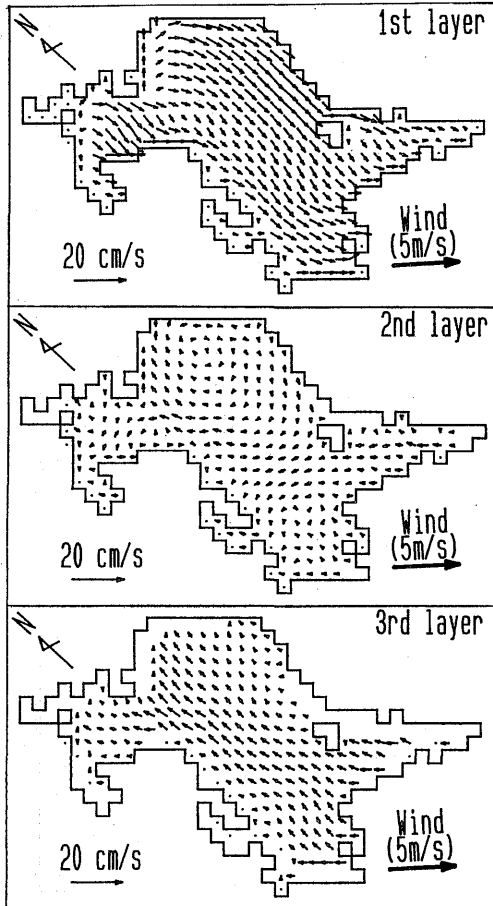 1st layer
N
Wind
(5m/s)
20 cm/s
2nd layer
N
Wind
(5m/s)
20 cm/s
3rd layer
N
Wind
(5m/s)
20 cm/s